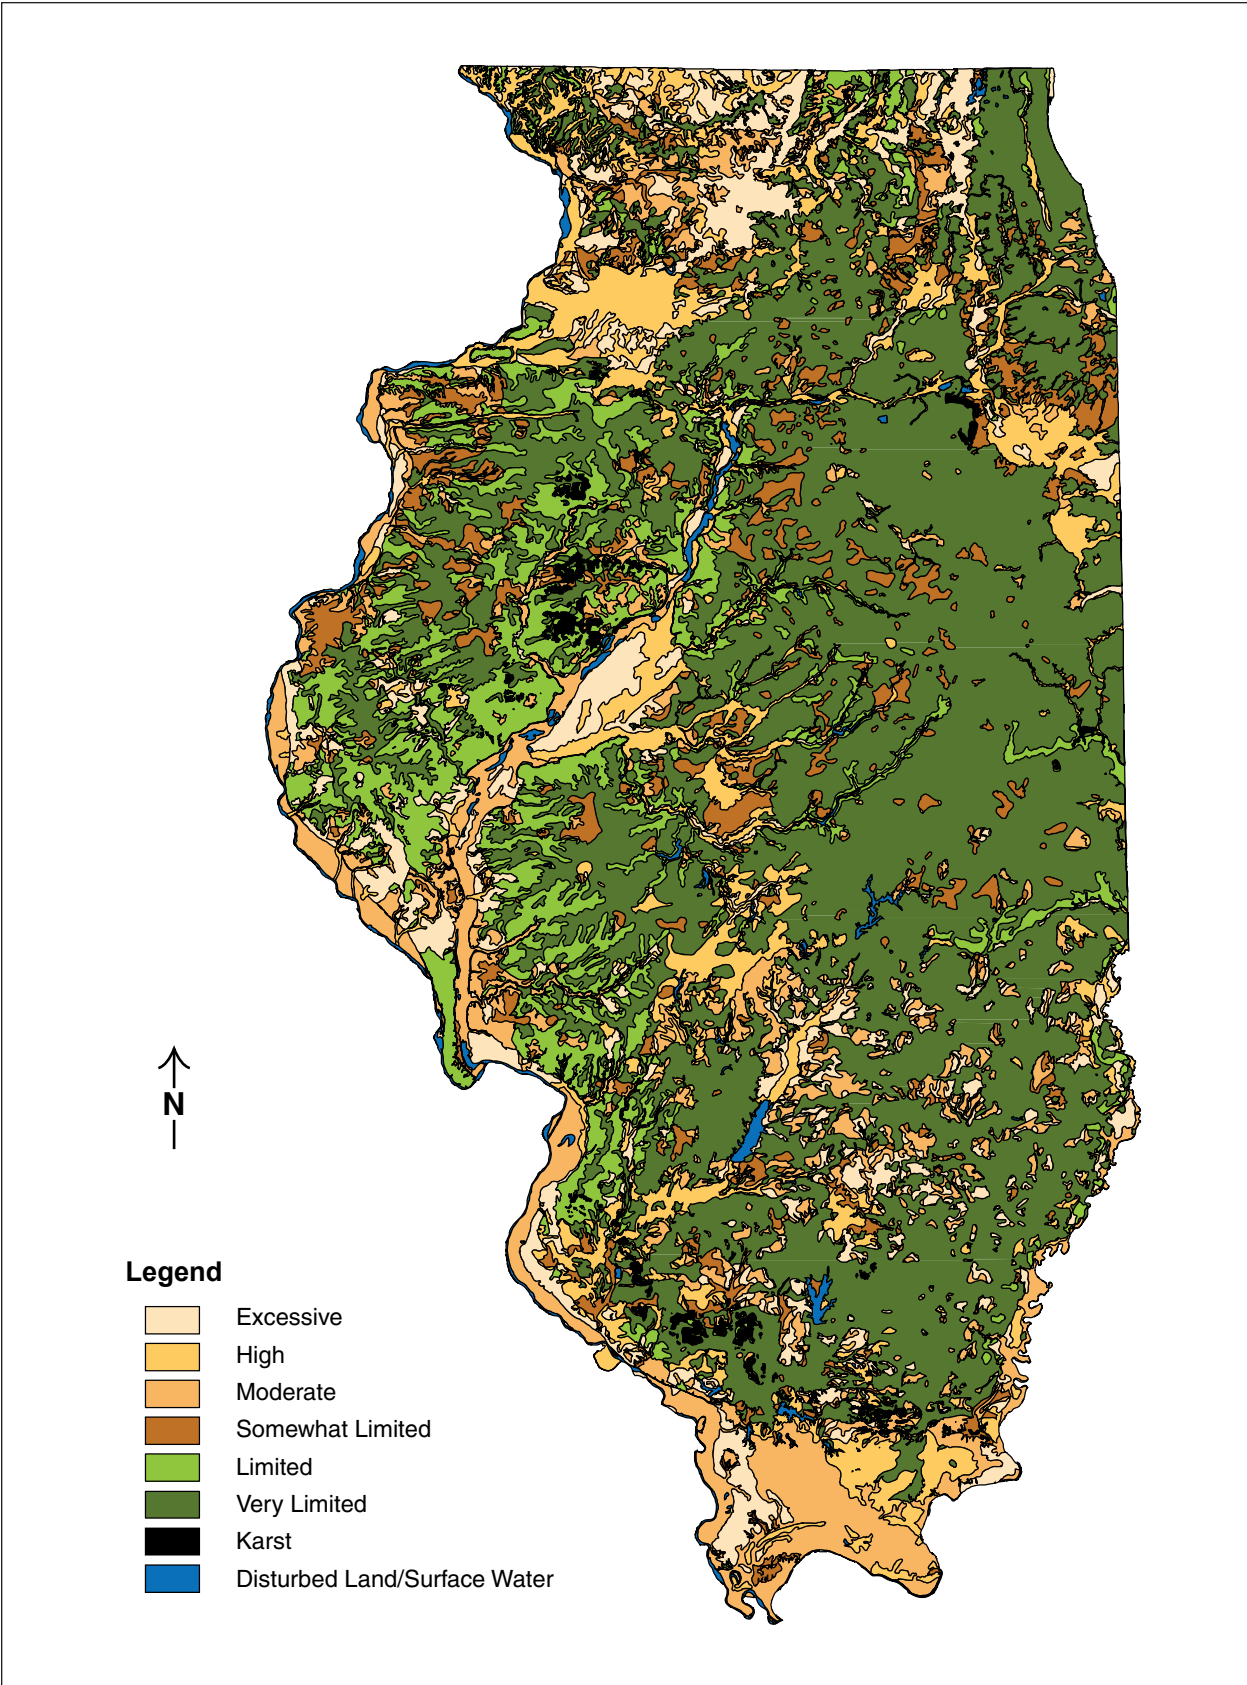 N
Legend
Excessive
High
Moderate
Somewhat Limited
Limited
Very Limited
Karst
Disturbed Land/Surface Water